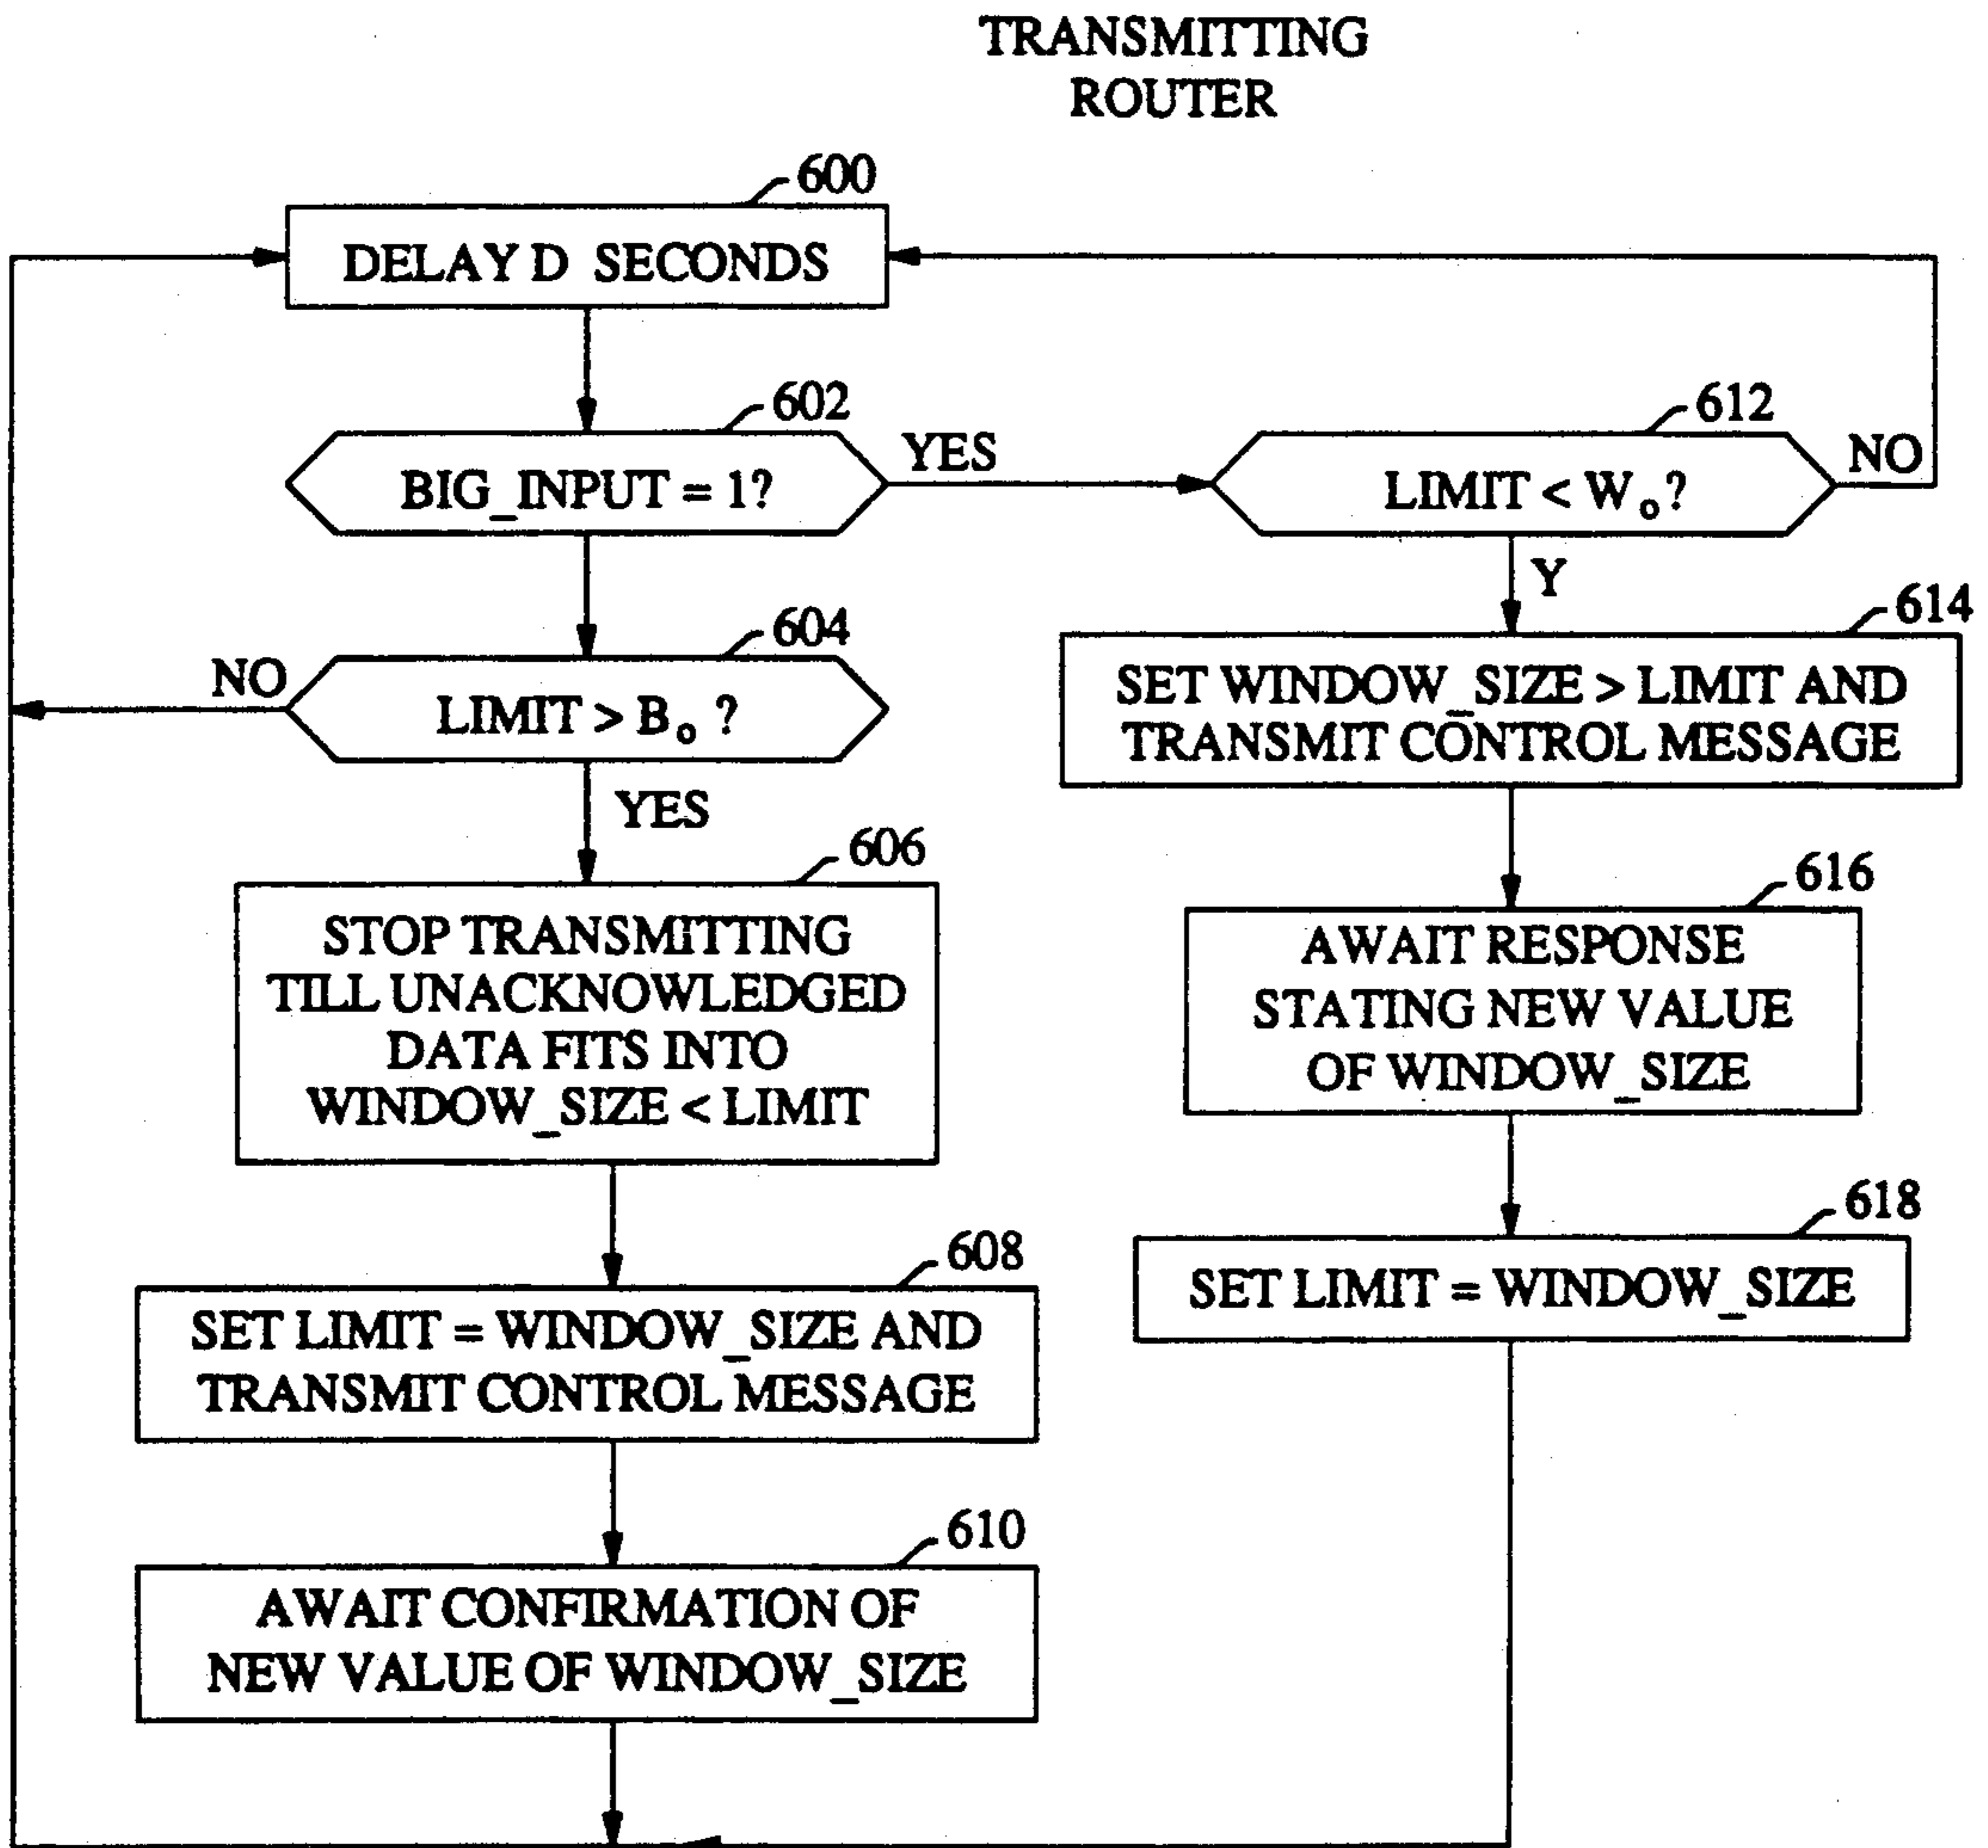 TRANSMITTING
ROUTER
600
DELAY D SECONDS
602
BIG_INPUT = 1?
YES
612
LIMIT < W₀?
NO
Y
604
LIMIT > B₀ ?
NO
YES
614
SET WINDOW_SIZE > LIMIT AND
TRANSMIT CONTROL MESSAGE
606
STOP TRANSMITTING
TILL UNACKNOWLEDGED
DATA FITS INTO
WINDOW_SIZE < LIMIT
616
AWAIT RESPONSE
STATING NEW VALUE
OF WINDOW_SIZE
608
SET LIMIT = WINDOW_SIZE AND
TRANSMIT CONTROL MESSAGE
618
SET LIMIT = WINDOW_SIZE
610
AWAIT CONFIRMATION OF
NEW VALUE OF WINDOW_SIZE